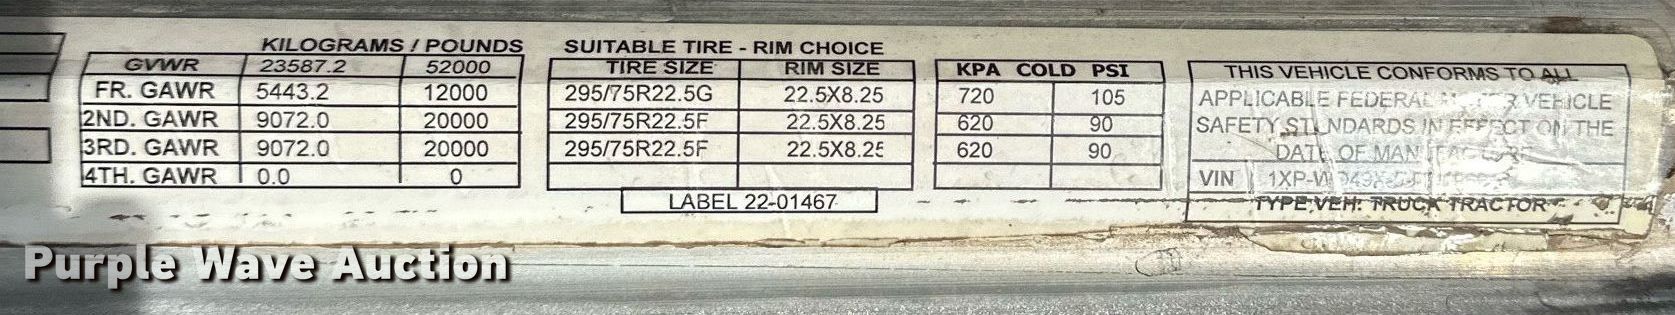 KILOGRAMS / POUNDS
GVWR 23587.2 52000
FR. GAWR 5443.2 12000
2ND. GAWR 9072.0 20000
3RD. GAWR 9072.0 20000
4TH. GAWR 0.0 0
SUITABLE TIRE - RIM CHOICE
TIRE SIZE RIM SIZE
295/75R22.5G 22.5X8.25
295/75R22.5F 22.5X8.25
295/75R22.5F 22.5X8.25
LABEL 22-01467
KPA COLD PSI
720 105
620 90
620 90
THIS VEHICLE CONFORMS TO ALL
APPLICABLE FEDERAL VEHICLE
SAFETY STANDARDS IN EFFECT ON THE
DATE OF MANUFACTURE
VIN
TYPE VEH: TRUCK TRACTOR
Purple Wave Auction